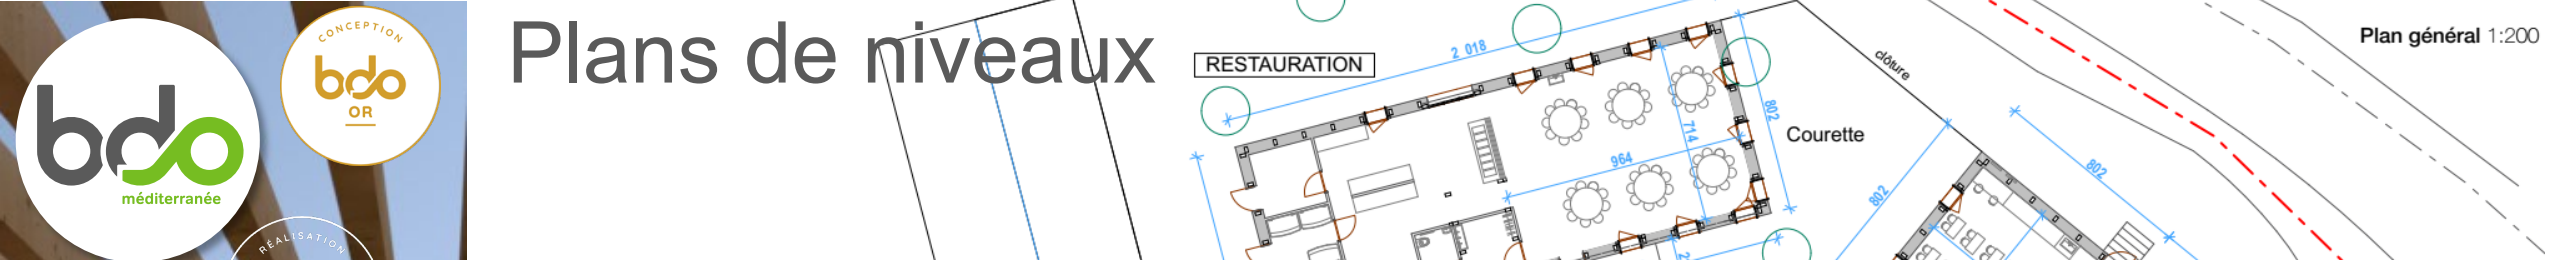 CONCEPTION
bdo
OR
bdo
méditerranée
RÉALISATION
Plans de niveaux
RESTAURATION
2 018
802
714
964
Courette
clôture
802
802
Plan général 1:200